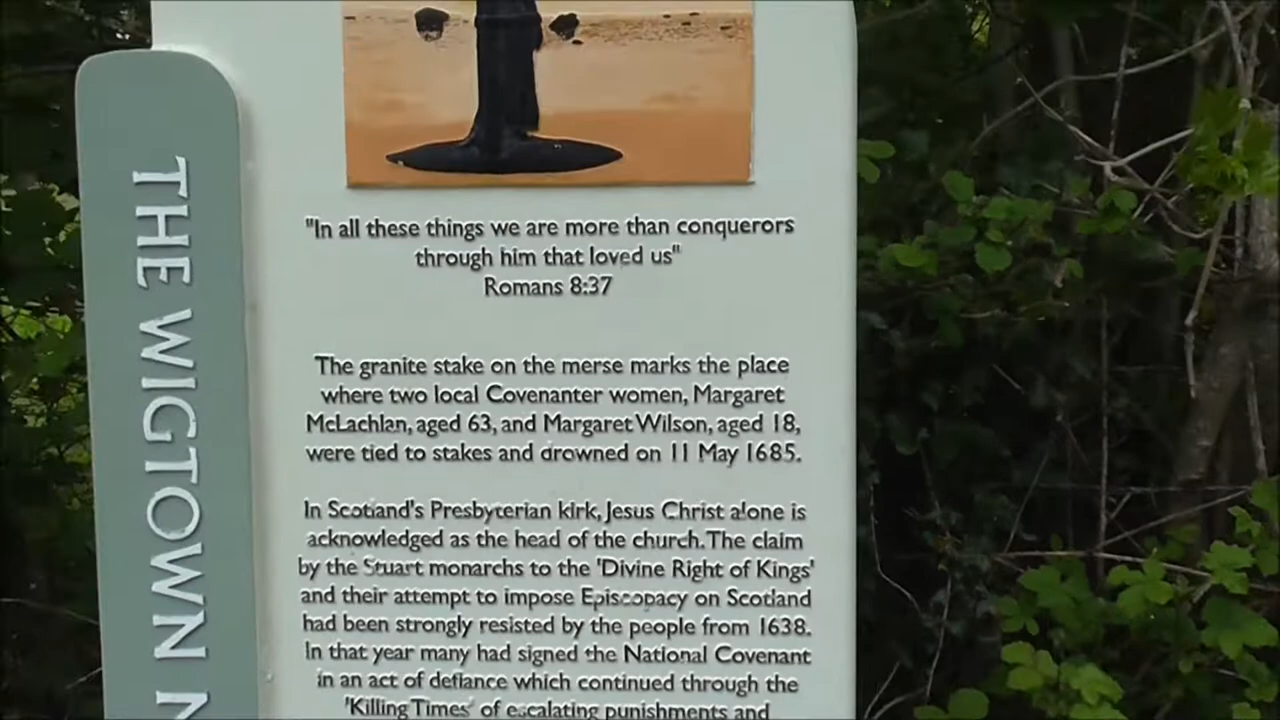 THE WIGTOWN
"In all these things we are more than conquerors
through him that loved us"
Romans 8:37
The granite stake on the merse marks the place
where two local Covenanter women, Margaret
McLachlan, aged 63, and Margaret Wilson, aged 18,
were tied to stakes and drowned on 11 May 1685.
In Scotland's Presbyterian kirk, Jesus Christ alone is
acknowledged as the head of the church. The claim
by the Stuart monarchs to the 'Divine Right of Kings'
and their attempt to impose Episcopacy on Scotland
had been strongly resisted by the people from 1638.
In that year many had signed the National Covenant
in an act of defiance which continued through the
'Killing Times' of escalating punishments and